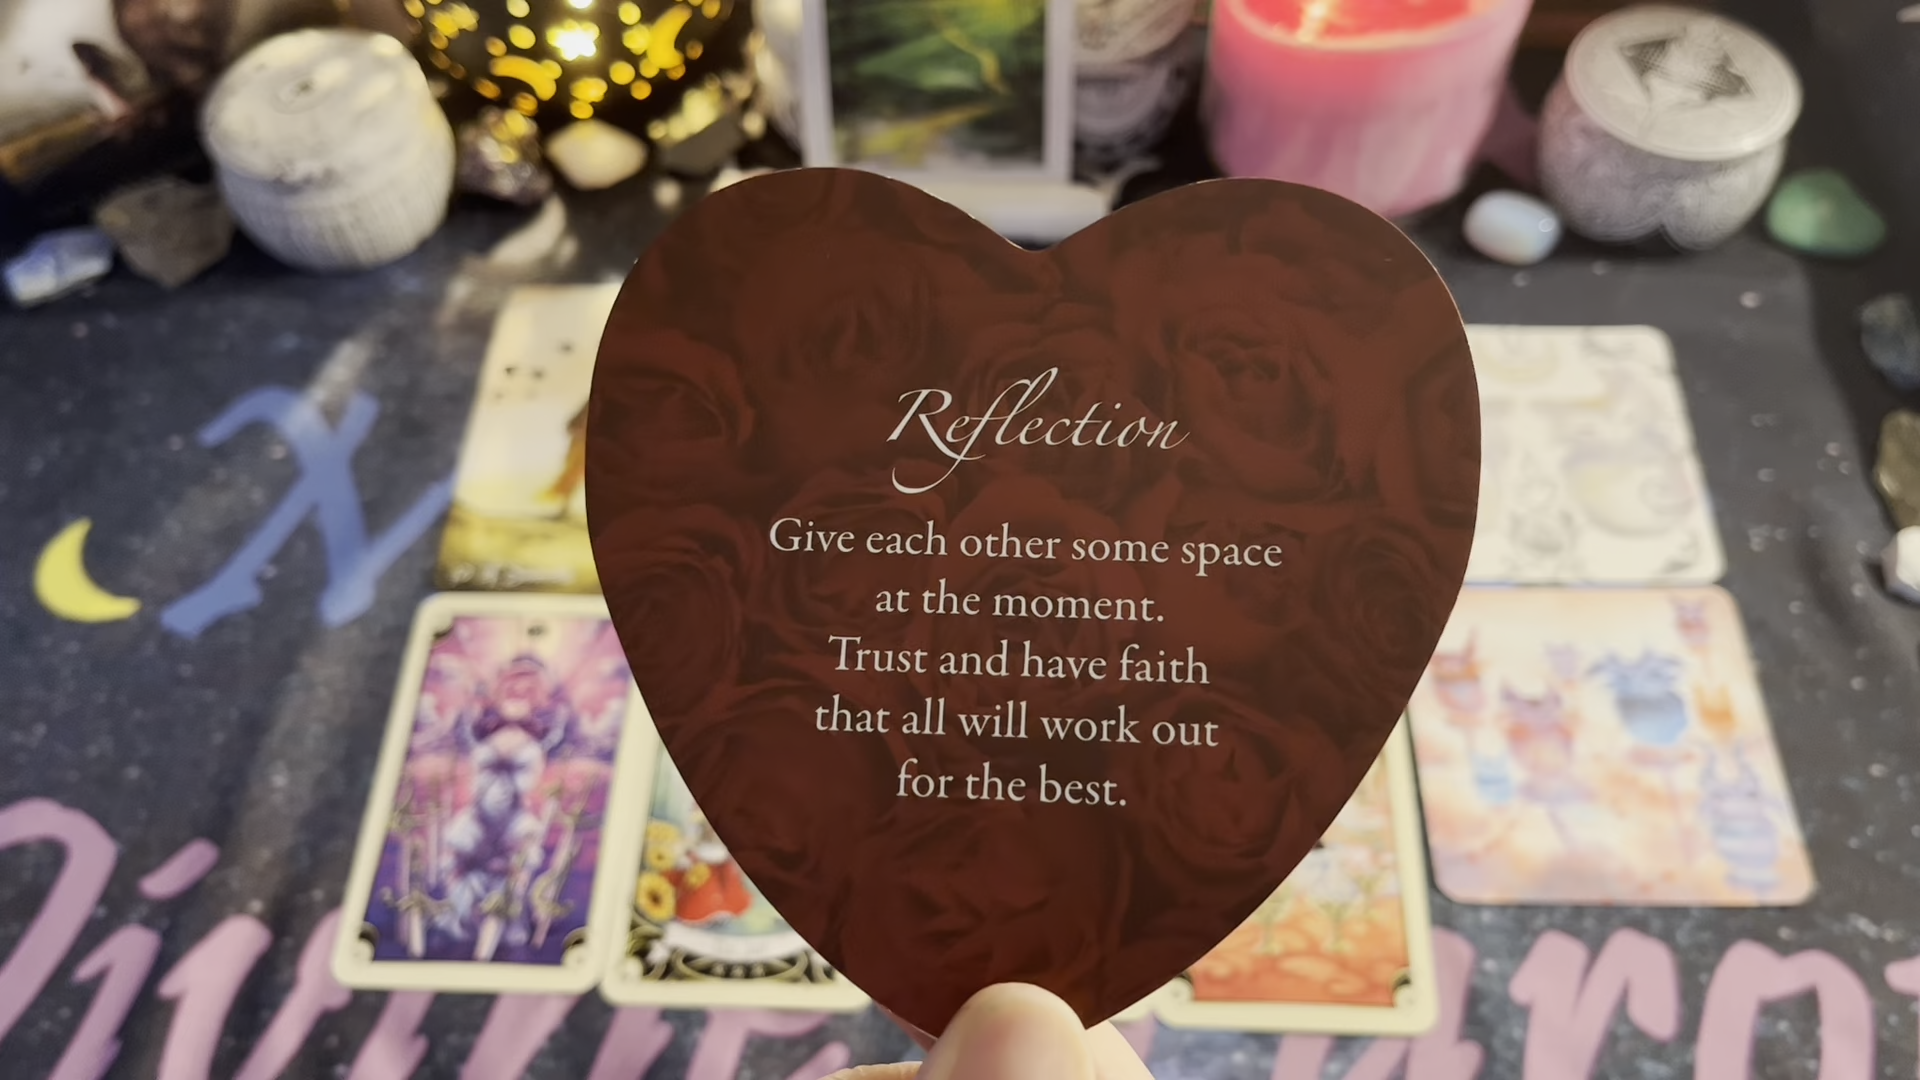 Reflection
Give each other some space
at the moment.
Trust and have faith
that all will work out
for the best.